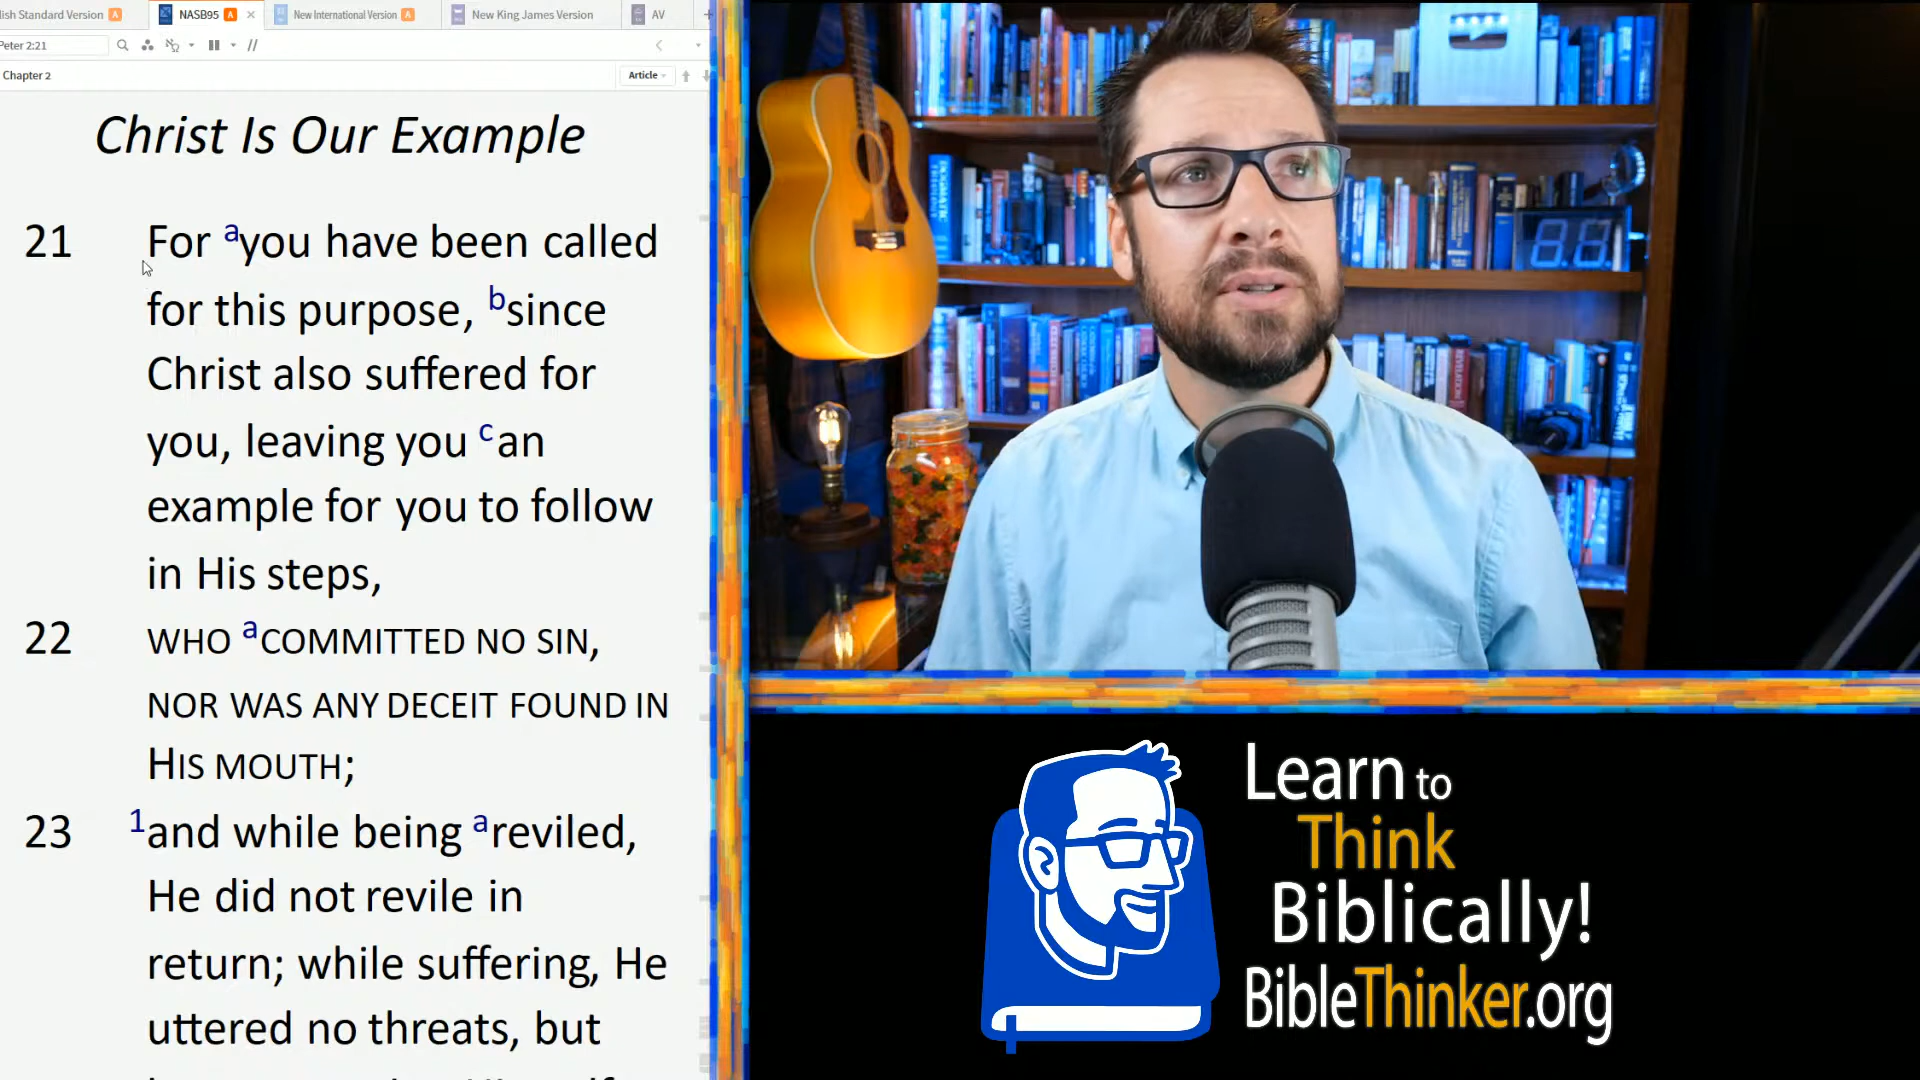 lish Standard Version A
NASB95 A
New International Version A
New King James Version
AV
Peter 2:21
Chapter 2
Article
Christ Is Our Example
21 For ayou have been called
for this purpose, bsince
Christ also suffered for
you, leaving you can
example for you to follow
in His steps,
22 WHO aCOMMITTED NO SIN,
NOR WAS ANY DECEIT FOUND IN
HIS MOUTH;
23 1and while being areviled,
He did not revile in
return; while suffering, He
uttered no threats, but
Learn to
Think
Biblically!
BibleThinker.org